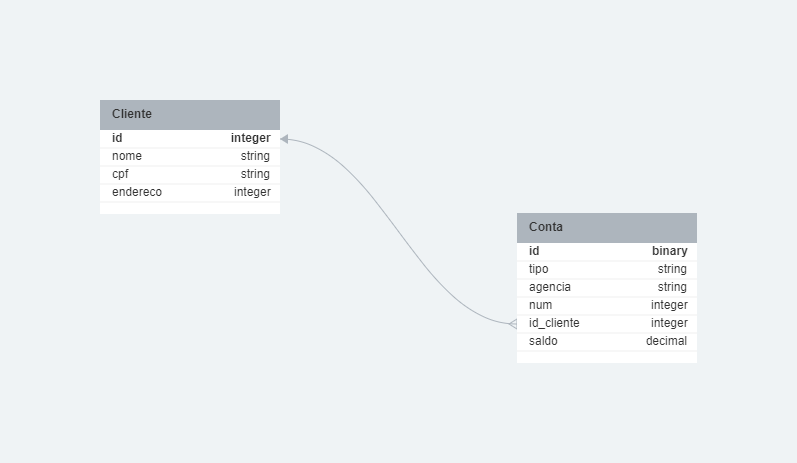 Cliente
id integer
nome string
cpf string
endereco integer
Conta
id binary
tipo string
agencia string
num integer
id_cliente integer
saldo decimal